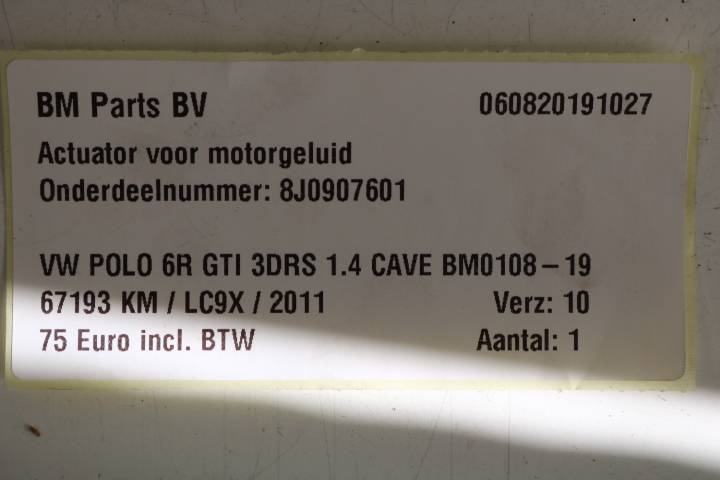 BM Parts BV 060820191027
Actuator voor motorgeluid
Onderdeelnummer: 8J0907601
VW POLO 6R GTI 3DRS 1.4 CAVE BM0108-19
67193 KM / LC9X / 2011 Verz: 10
75 Euro incl. BTW Aantal: 1